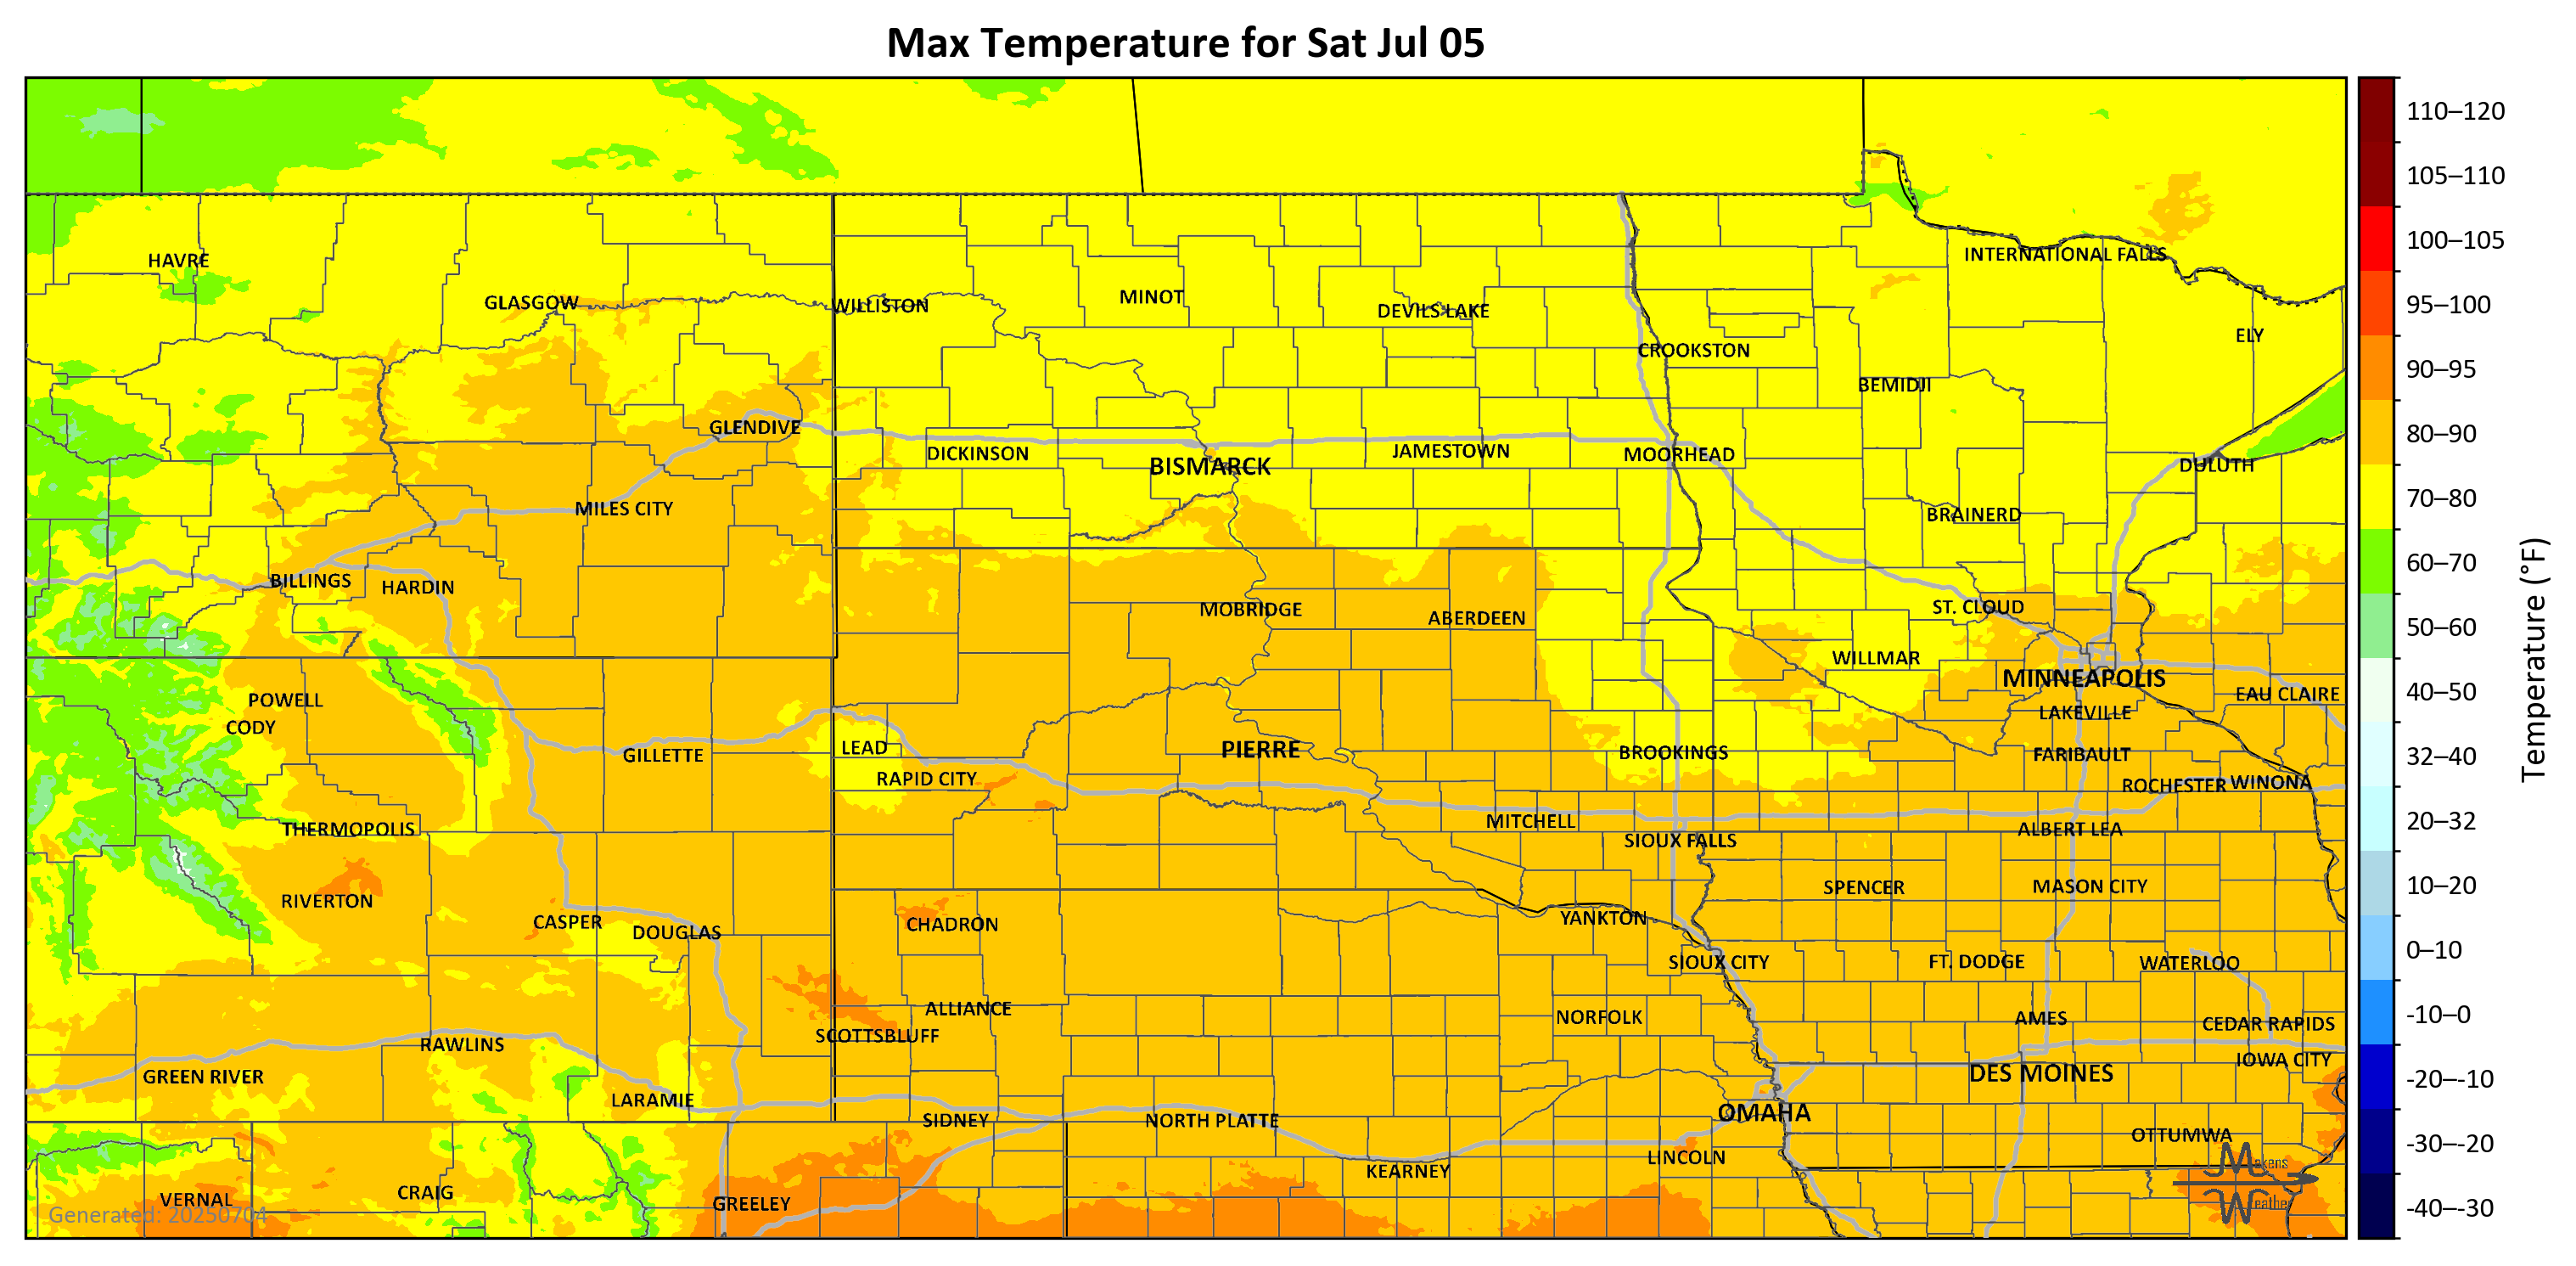 Max Temperature for Sat Jul 05
110–120
105–110
100–105
95–100
90–95
80–90
70–80
60–70
50–60
40–50
32–40
20–32
10–20
0–10
-10–0
-20–-10
-30–-20
-40–-30
Temperature (°F)
HAVRE
INTERNATIONAL FALLS
GLASGOW
WILLISTON
MINOT
DEVILS LAKE
ELY
CROOKSTON
BEMIDJI
GLENDIVE
DICKINSON
BISMARCK
JAMESTOWN
MOORHEAD
DULUTH
MILES CITY
BRAINERD
BILLINGS
HARDIN
MOBRIDGE
ABERDEEN
ST. CLOUD
WILLMAR
MINNEAPOLIS
EAU CLAIRE
POWELL
CODY
LAKEVILLE
GILLETTE
LEAD
PIERRE
BROOKINGS
FARIBAULT
RAPID CITY
ROCHESTER
WINONA
THERMOPOLIS
MITCHELL
SIOUX FALLS
ALBERT LEA
RIVERTON
SPENCER
MASON CITY
CASPER
DOUGLAS
CHADRON
YANKTON
SIOUX CITY
FT. DODGE
WATERLOO
ALLIANCE
NORFOLK
AMES
CEDAR RAPIDS
SCOTTSBLUFF
RAWLINS
IOWA CITY
GREEN RIVER
DES MOINES
LARAMIE
SIDNEY
NORTH PLATTE
OMAHA
OTTUMWA
LINCOLN
KEARNEY
VERNAL
CRAIG
GREELEY
Generated: 20250704
Makens
Weather